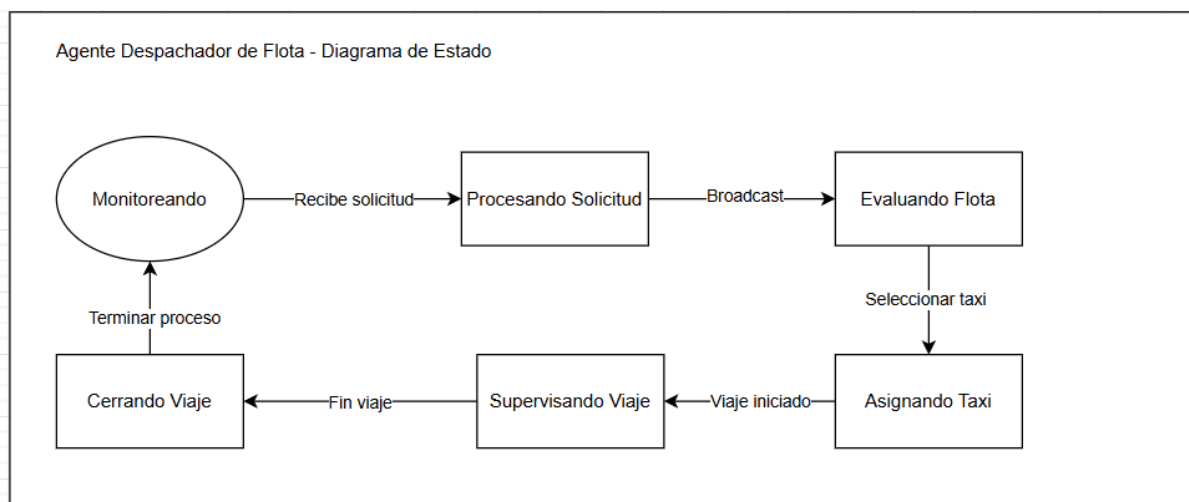 Agente Despachador de Flota - Diagrama de Estado
Monitoreando
Recibe solicitud
Procesando Solicitud
Broadcast
Evaluando Flota
Seleccionar taxi
Asignando Taxi
Viaje iniciado
Supervisando Viaje
Fin viaje
Cerrando Viaje
Terminar proceso